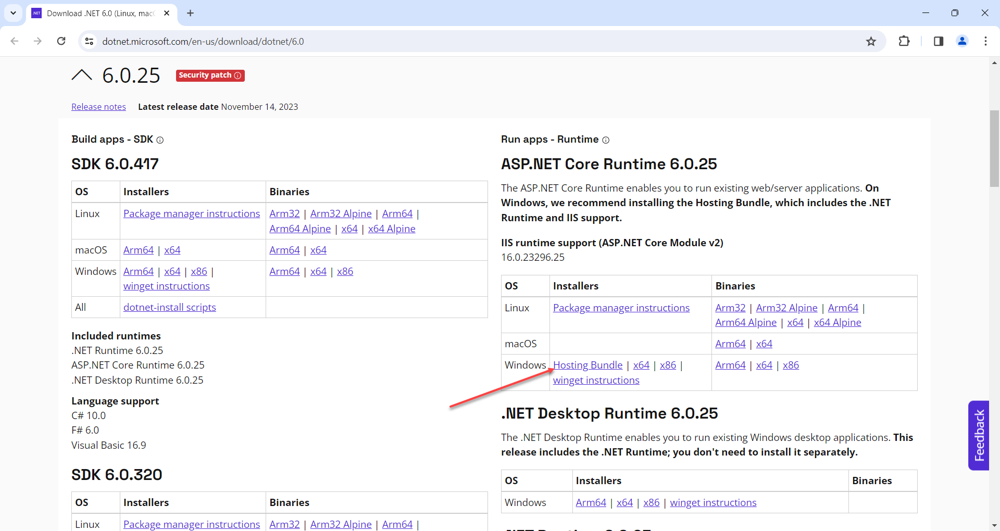 Download .NET 6.0 (Linux, mac
dotnet.microsoft.com/en-us/download/dotnet/6.0
6.0.25
Security patch
Release notes
Latest release date November 14, 2023
Build apps - SDK
SDK 6.0.417
OS Installers Binaries
Linux Package manager instructions Arm32 | Arm32 Alpine | Arm64 |
Arm64 Alpine | x64 | x64 Alpine
macOS Arm64 | x64 Arm64 | x64
Windows Arm64 | x64 | x86 | Arm64 | x64 | x86
winget instructions
All dotnet-install scripts
Included runtimes
.NET Runtime 6.0.25
ASP.NET Core Runtime 6.0.25
.NET Desktop Runtime 6.0.25
Language support
C# 10.0
F# 6.0
Visual Basic 16.9
SDK 6.0.320
OS Installers Binaries
Linux Package manager instructions Arm32 | Arm32 Alpine | Arm64 |
Run apps - Runtime
ASP.NET Core Runtime 6.0.25
The ASP.NET Core Runtime enables you to run existing web/server applications. On
Windows, we recommend installing the Hosting Bundle, which includes the .NET
Runtime and IIS support.
IIS runtime support (ASP.NET Core Module v2)
16.0.23296.25
OS Installers Binaries
Linux Package manager instructions Arm32 | Arm32 Alpine | Arm64 |
Arm64 Alpine | x64 | x64 Alpine
macOS Arm64 | x64
Windows Hosting Bundle | x64 | x86 | Arm64 | x64 | x86
winget instructions
.NET Desktop Runtime 6.0.25
The .NET Desktop Runtime enables you to run existing Windows desktop applications. This
release includes the .NET Runtime; you don't need to install it separately.
OS Installers Binaries
Windows Arm64 | x64 | x86 | winget instructions
Feedback